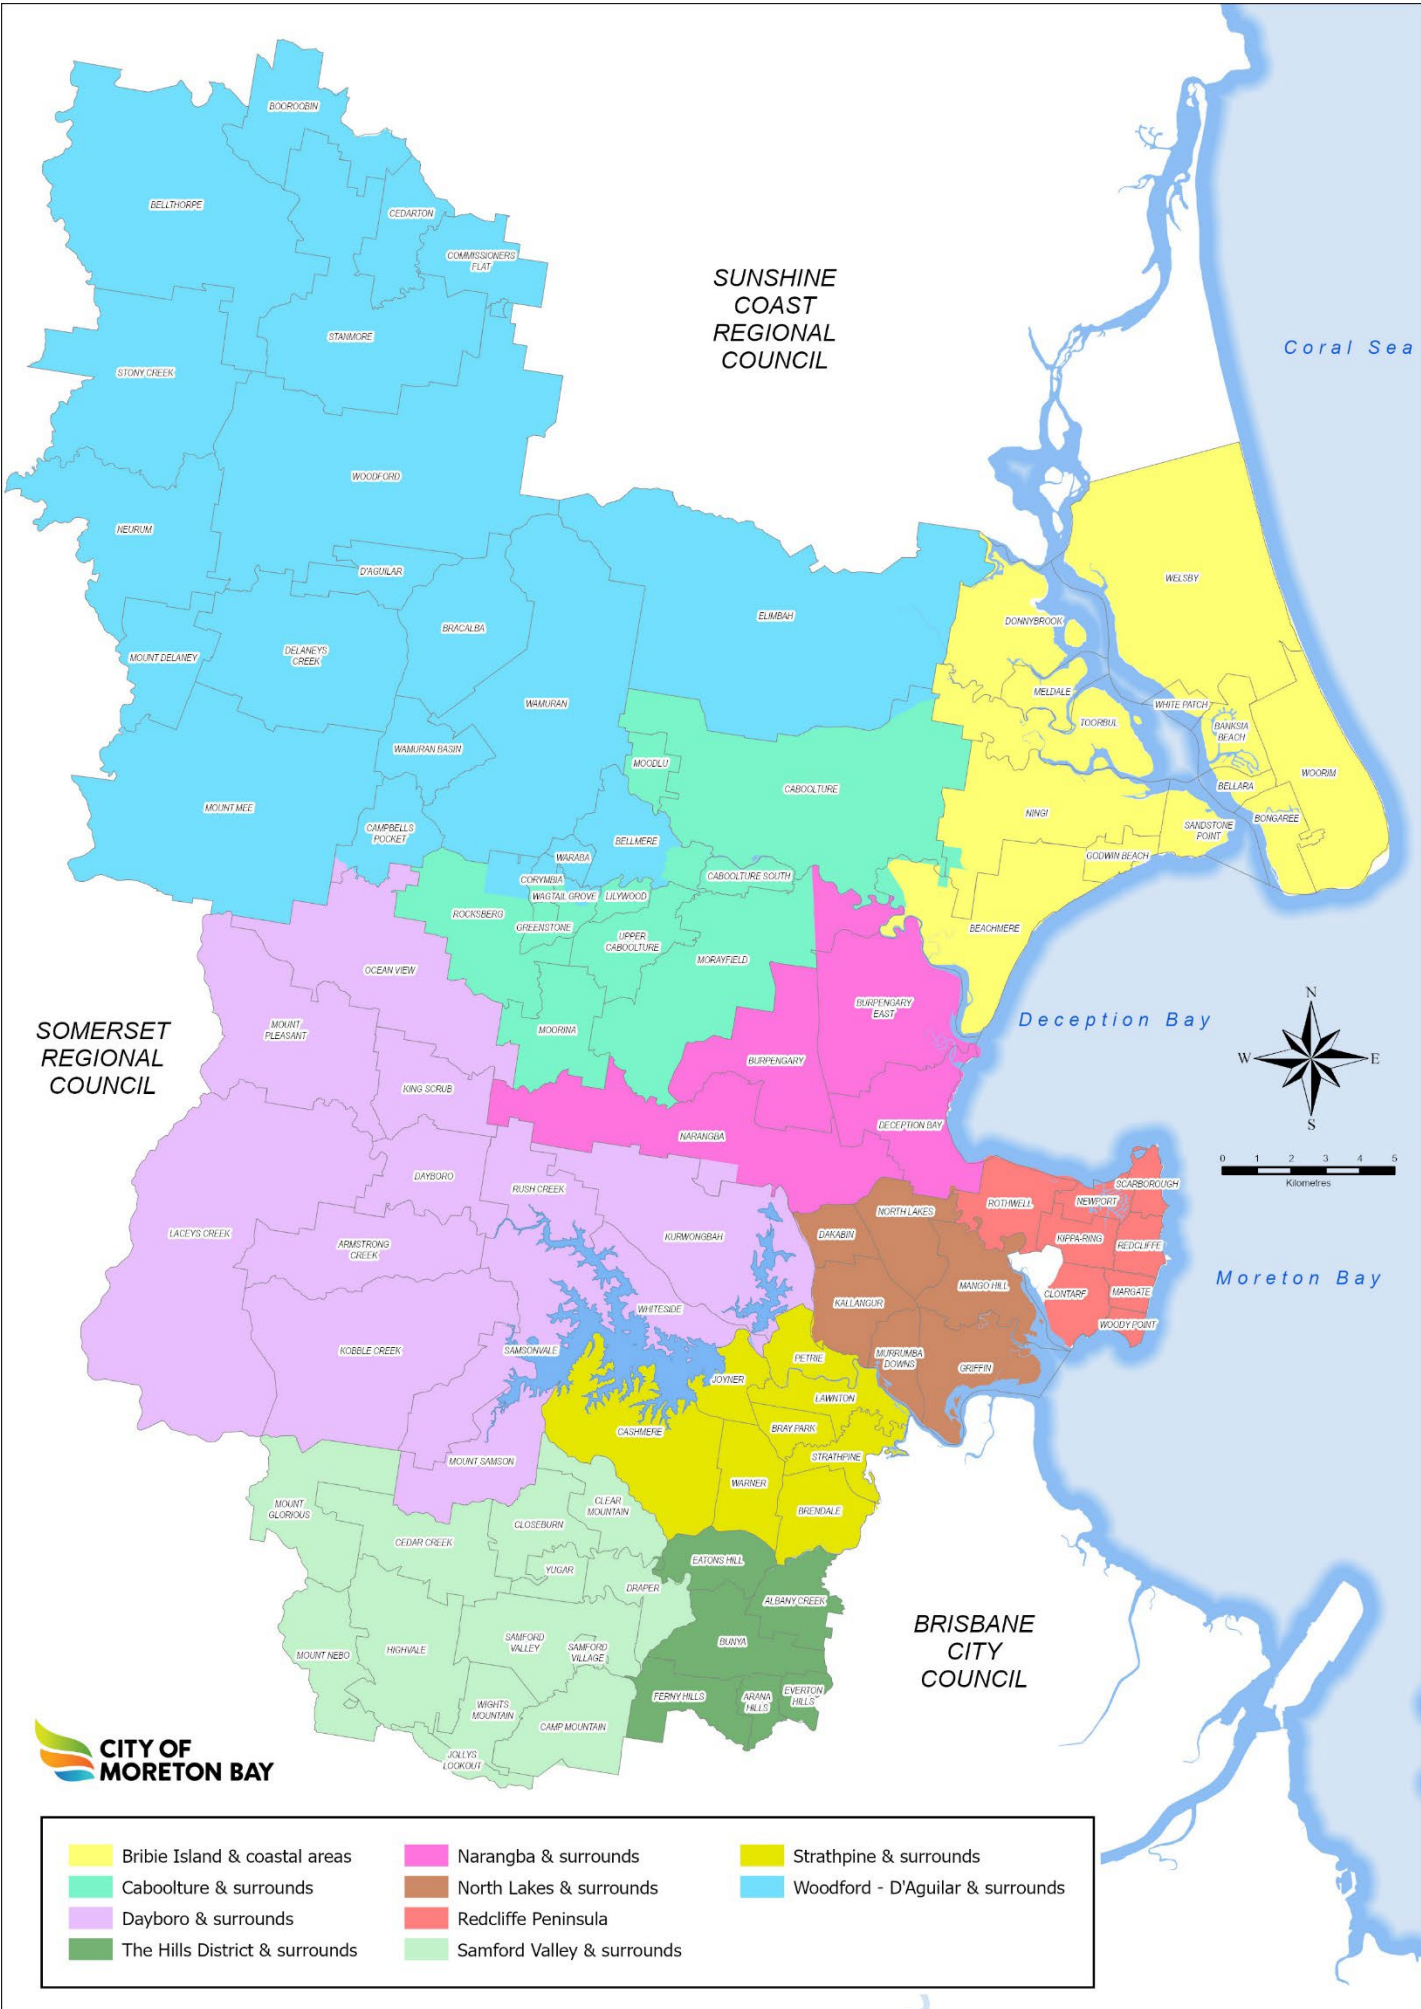 BOOROOBIN
BELLTHORPE
CEDARTON
COMMISSIONERS
FLAT
SUNSHINE
COAST
REGIONAL
COUNCIL
Coral Sea
STANMORE
STONY CREEK
WOODFORD
NEURUM
D'AGUILAR
WELSBY
ELIMBAH
DONNYBROOK
BRACALBA
MOUNT DELANEY
DELANEYS
CREEK
MELDALE
WAMURAN
WHITE PATCH
TOORBUL
BANKSIA
BEACH
WAMURAN BASIN
MOODLU
WOORIM
CABOOLTURE
BELLARA
MOUNT MEE
NINGI
BONGAREE
SANDSTONE
POINT
CAMPBELLS
POCKET
BELLMERE
WARABA
GODWIN BEACH
CORYMBIA
CABOOLTURE SOUTH
WAGTAIL GROVE
LILYWOOD
ROCKSBERG
GREENSTONE
BEACHMERE
UPPER
CABOOLTURE
MORAYFIELD
OCEAN VIEW
BURPENGARY
EAST
Deception Bay
N
W
E
S
SOMERSET
REGIONAL
COUNCIL
MOUNT
PLEASANT
MOORINA
BURPENGARY
KING SCRUB
DECEPTION BAY
NARANGBA
0 1 2 3 4 5
Kilometres
DAYBORO
RUSH CREEK
SCARBOROUGH
NEWPORT
ROTHWELL
NORTH LAKES
LACEYS CREEK
DAKABIN
KURWONGBAH
KIPPA-RING
REDCLIFFE
ARMSTRONG
CREEK
Moreton Bay
MANGO HILL
CLONTARF
MARGATE
KALLANGUR
WHITESIDE
WOODY POINT
KOBBLE CREEK
SAMSONVALE
PETRIE
MURRUMBA
DOWNS
GRIFFIN
JOYNER
LAWNTON
BRAY PARK
CASHMERE
STRATHPINE
MOUNT SAMSON
WARNER
BRENDALE
MOUNT
GLORIOUS
CLEAR
MOUNTAIN
CLOSEBURN
CEDAR CREEK
EATONS HILL
YUGAR
DRAPER
ALBANY CREEK
BRISBANE
CITY
COUNCIL
SAMFORD
VALLEY
BUNYA
HIGHVALE
SAMFORD
VILLAGE
MOUNT NEBO
FERNY HILLS
ARANA
HILLS
EVERTON
HILLS
WIGHTS
MOUNTAIN
CAMP MOUNTAIN
JOLLYS
LOOKOUT
CITY OF
MORETON BAY
Bribie Island & coastal areas
Caboolture & surrounds
Dayboro & surrounds
The Hills District & surrounds
Narangba & surrounds
North Lakes & surrounds
Redcliffe Peninsula
Samford Valley & surrounds
Strathpine & surrounds
Woodford - D'Aguilar & surrounds